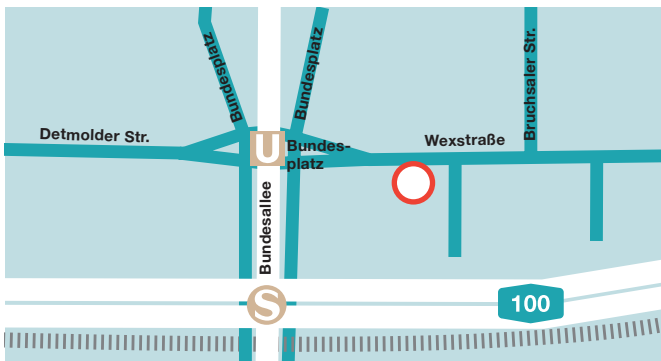 Bundesplatz
Bundesplatz
Bruchsaler Str.
Detmolder Str.
U
Bundes-
platz
Wexstraße
Bundesallee
S
100